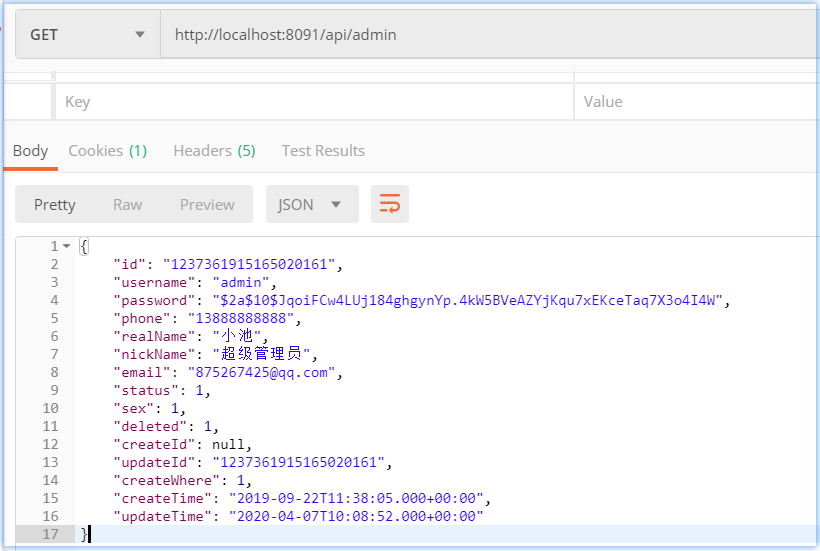 GET http://localhost:8091/api/admin
Key Value
Body Cookies (1) Headers (5) Test Results
Pretty Raw Preview JSON
1 {
2 "id": "1237361915165020161",
3 "username": "admin",
4 "password": "$2a$10$JqoiFCw4LUj184ghgynYp.4kW5BVeAZYjKqu7xEKceTaq7X3o4I4W",
5 "phone": "13888888888",
6 "realName": "小池",
7 "nickName": "超级管理员",
8 "email": "875267425@qq.com",
9 "status": 1,
10 "sex": 1,
11 "deleted": 1,
12 "createId": null,
13 "updateId": "1237361915165020161",
14 "createWhere": 1,
15 "createTime": "2019-09-22T11:38:05.000+00:00",
16 "updateTime": "2020-04-07T10:08:52.000+00:00"
17 }